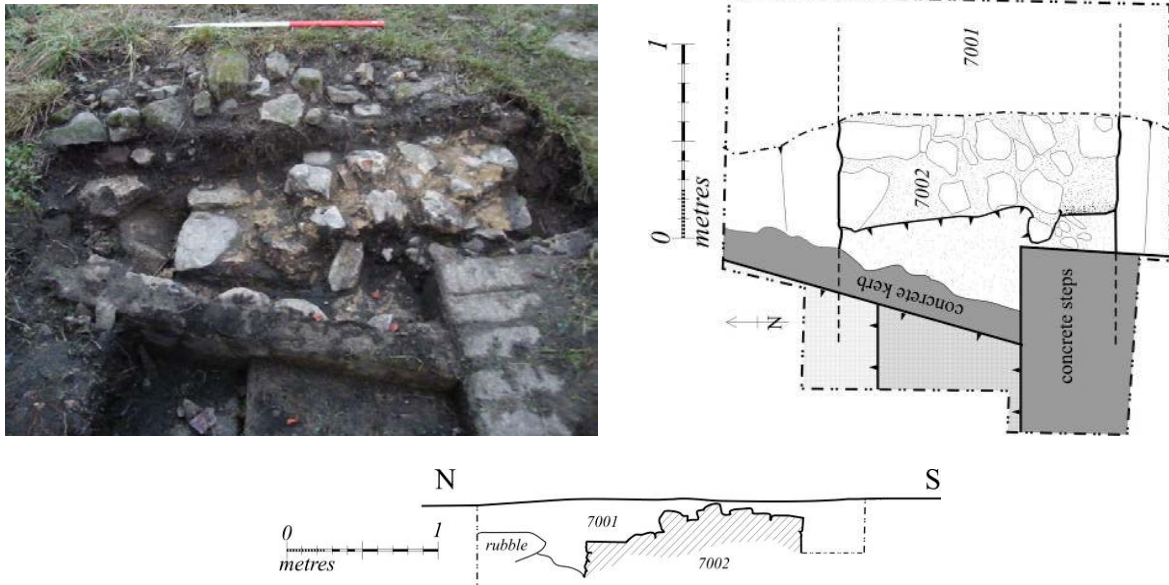 1
0
metres
7001
7002
concrete kerb
N
concrete steps
N
S
0
1
metres
7001
rubble
7002